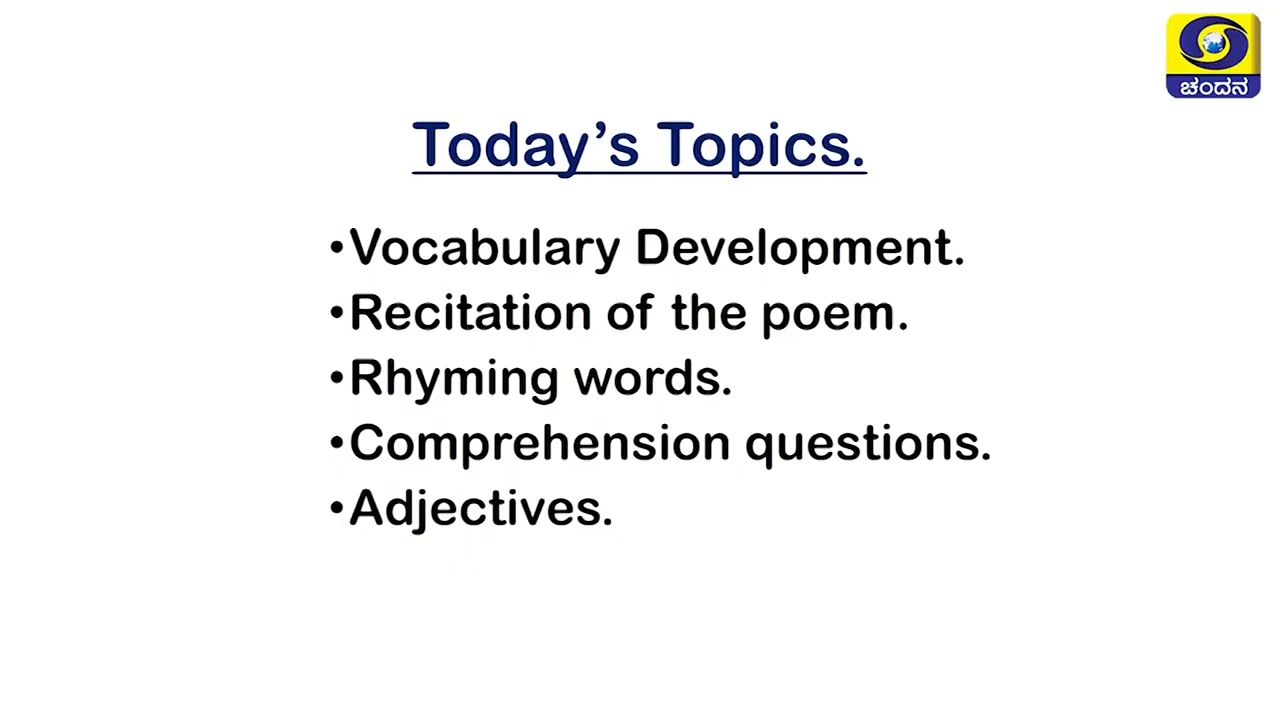 ಚಂದನ
Today’s Topics.
•Vocabulary Development.
•Recitation of the poem.
•Rhyming words.
•Comprehension questions.
•Adjectives.